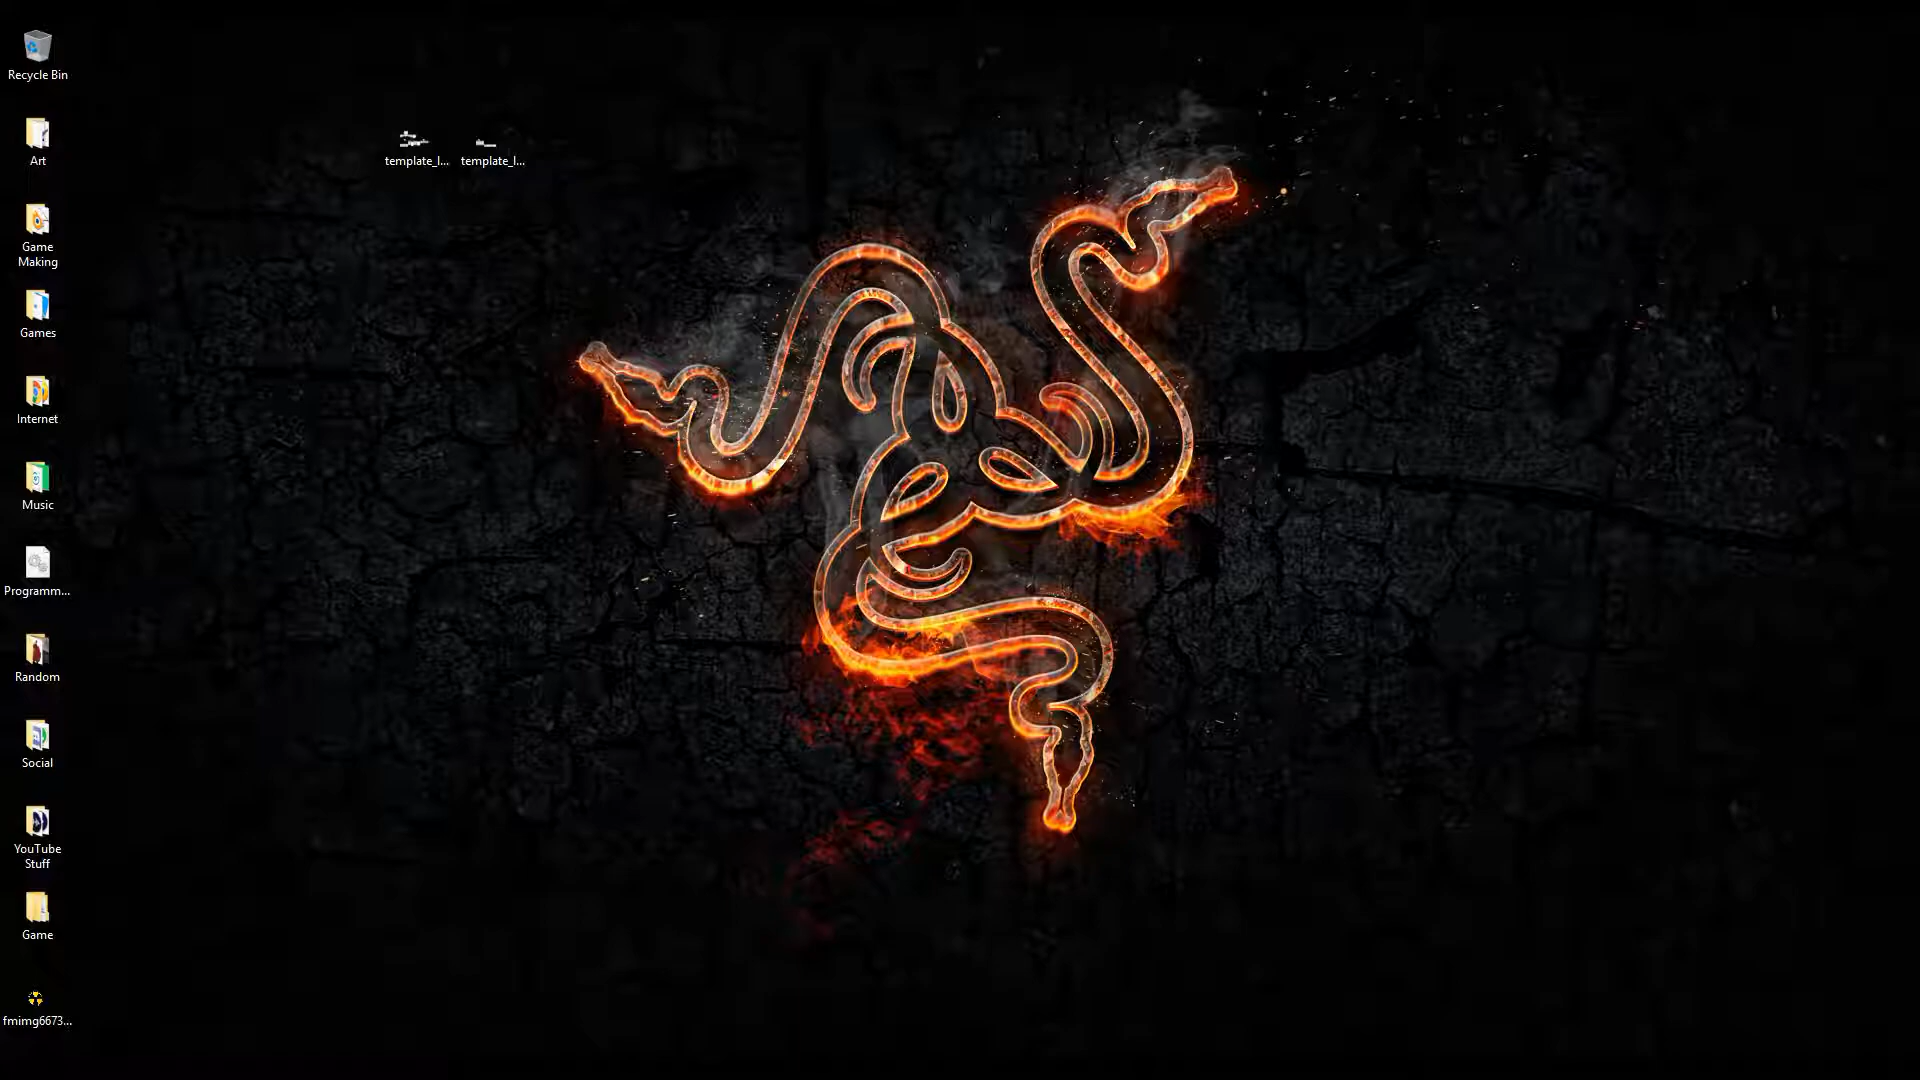 Recycle Bin
Art
template_l...
template_l...
Game
Making
Games
Internet
Music
Programm...
Random
Social
YouTube
Stuff
Game
fmimg6673...